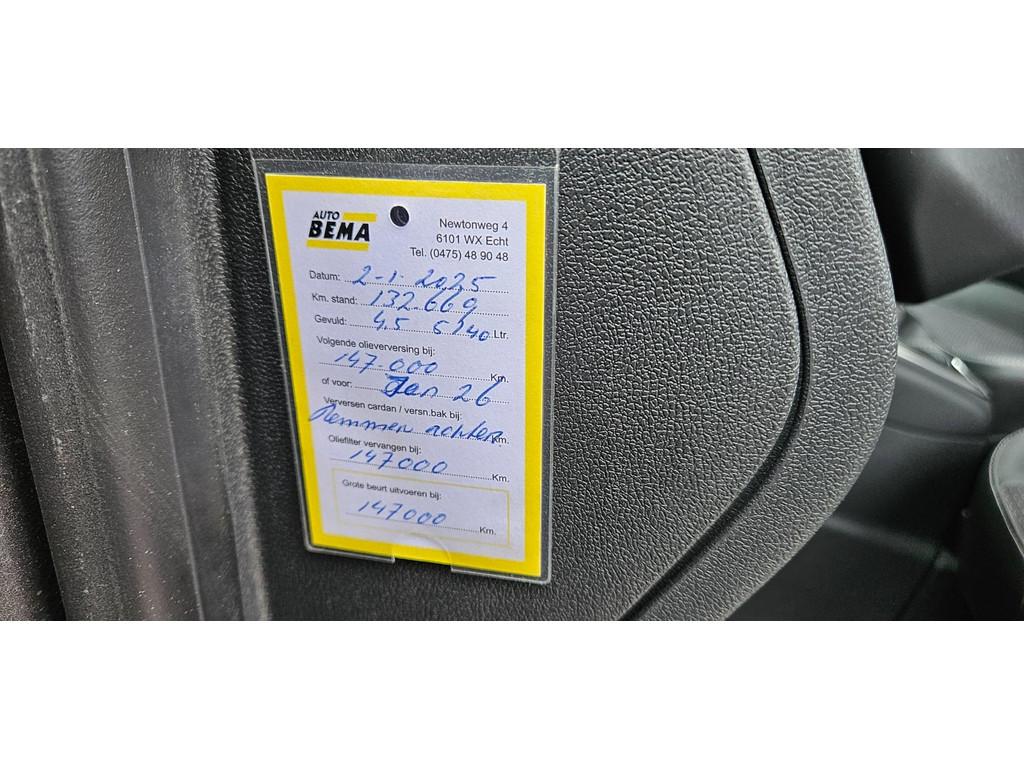 AUTO
BEMA
Newtonweg 4
6101 WX Echt
Tel. (0475) 48 90 48
Datum: 2-1-2025
Km. stand: 132.669
Gevuld: 4,5 5/40 Ltr.
Volgende olieverversing bij:
147.000 Km.
of voor: Jan 26
Verversen cardan / versn.bak bij:
Remmen achter Km.
Oliefilter vervangen bij:
147000 Km.
Grote beurt uitvoeren bij:
147000 Km.